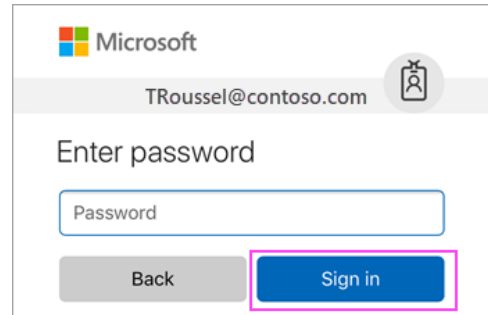 Microsoft
TRoussel@contoso.com
Enter password
Password
Back Sign in